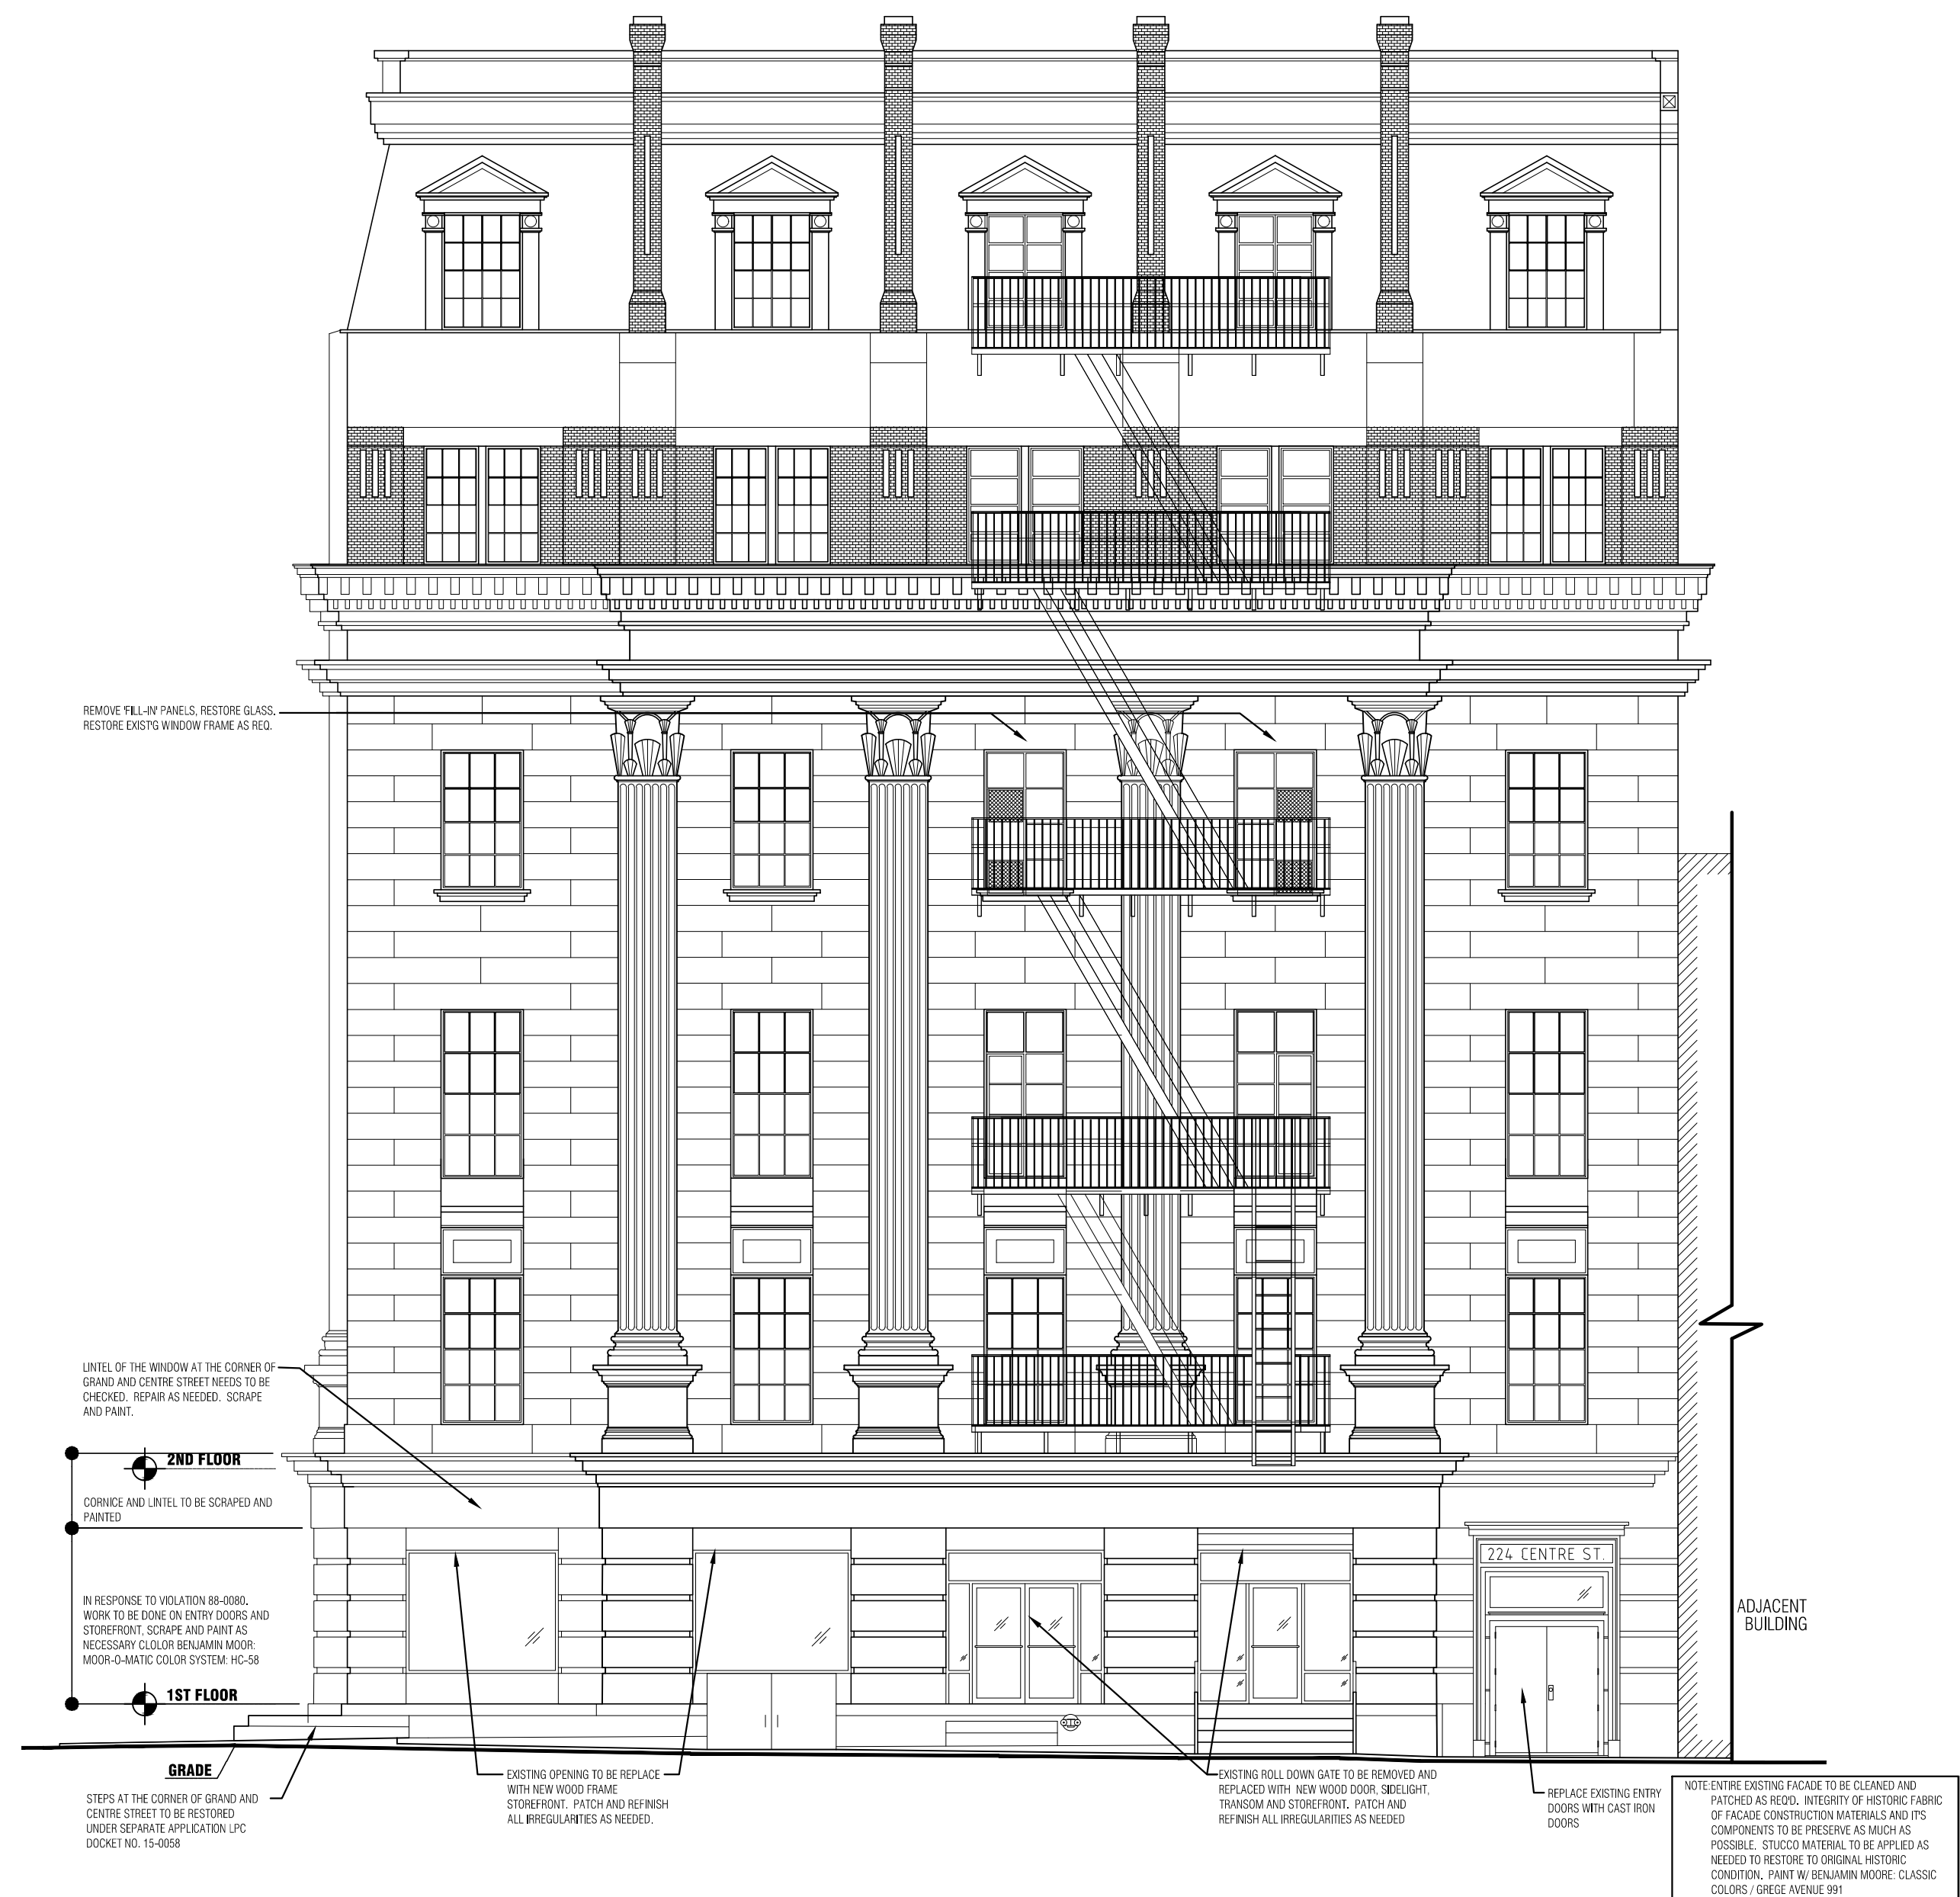 REMOVE 'FILL-IN' PANELS, RESTORE GLASS.
RESTORE EXIST'G WINDOW FRAME AS REQ.
LINTEL OF THE WINDOW AT THE CORNER OF
GRAND AND CENTRE STREET NEEDS TO BE
CHECKED. REPAIR AS NEEDED. SCRAPE
AND PAINT.
2ND FLOOR
CORNICE AND LINTEL TO BE SCRAPED AND
PAINTED
224 CENTRE ST.
IN RESPONSE TO VIOLATION 88-0080.
WORK TO BE DONE ON ENTRY DOORS AND
STOREFRONT, SCRAPE AND PAINT AS
NECESSARY CLOLOR BENJAMIN MOOR:
MOOR-O-MATIC COLOR SYSTEM: HC-58
ADJACENT
BUILDING
1ST FLOOR
GRADE
STEPS AT THE CORNER OF GRAND AND
CENTRE STREET TO BE RESTORED
UNDER SEPARATE APPLICATION LPC
DOCKET NO. 15-0058
EXISTING OPENING TO BE REPLACE
WITH NEW WOOD FRAME
STOREFRONT. PATCH AND REFINISH
ALL IRREGULARITIES AS NEEDED.
EXISTING ROLL DOWN GATE TO BE REMOVED AND
REPLACED WITH NEW WOOD DOOR, SIDELIGHT,
TRANSOM AND STOREFRONT. PATCH AND
REFINISH ALL IRREGULARITIES AS NEEDED
REPLACE EXISTING ENTRY
DOORS WITH CAST IRON
DOORS
NOTE: ENTIRE EXISTING FACADE TO BE CLEANED AND
PATCHED AS REQ'D. INTEGRITY OF HISTORIC FABRIC
OF FACADE CONSTRUCTION MATERIALS AND IT'S
COMPONENTS TO BE PRESERVE AS MUCH AS
POSSIBLE. STUCCO MATERIAL TO BE APPLIED AS
NEEDED TO RESTORE TO ORIGINAL HISTORIC
CONDITION. PAINT W/ BENJAMIN MOORE: CLASSIC
COLORS / GREGE AVENUE 991